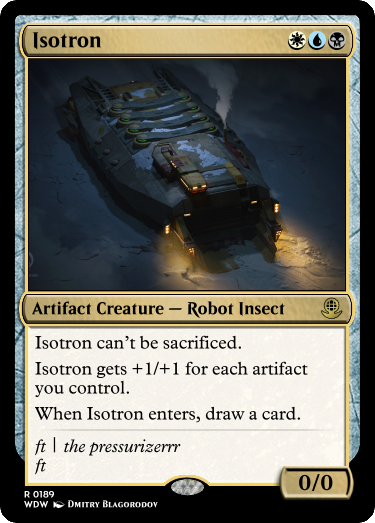 Isotron
Artifact Creature — Robot Insect
Isotron can't be sacrificed.
Isotron gets +1/+1 for each artifact
you control.
When Isotron enters, draw a card.
ft | the pressurizerrr
ft
0/0
R 0189
WDW Dmitry Blagorodov